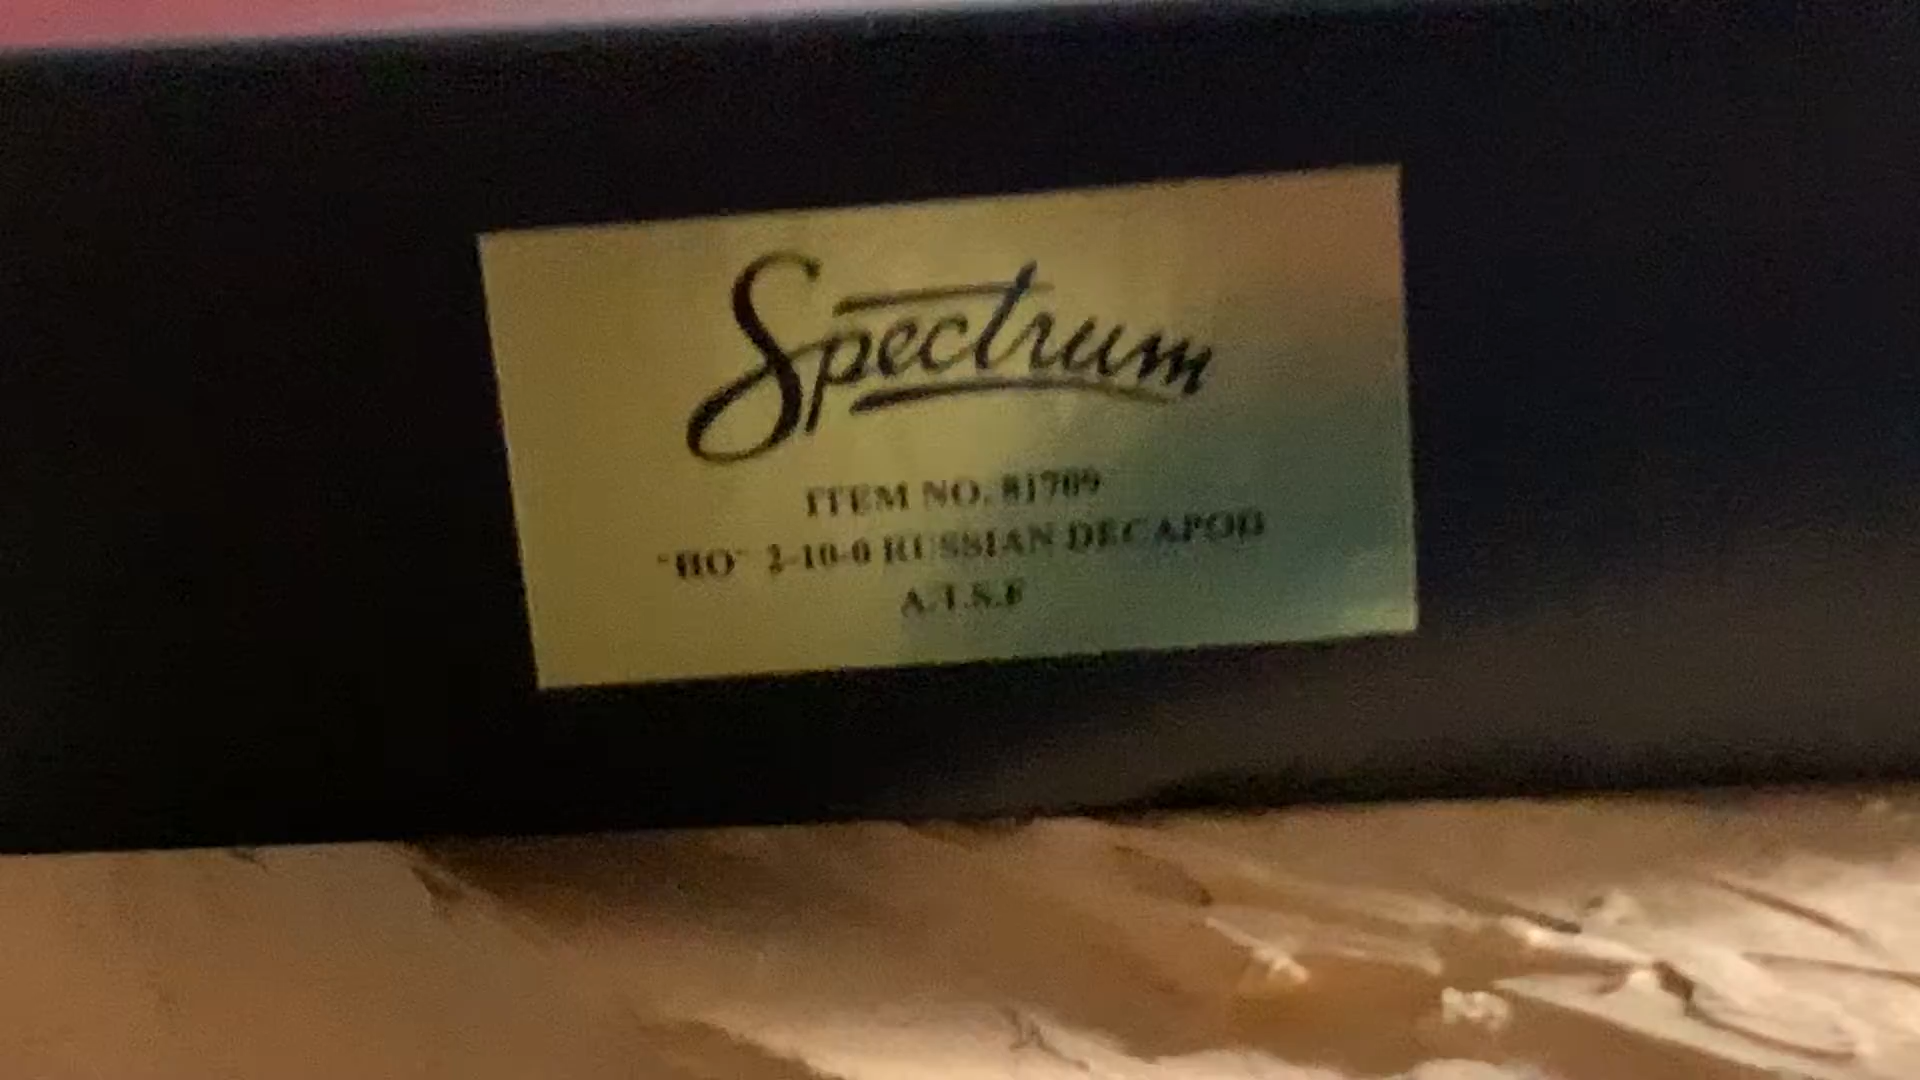 Spectrum
ITEM NO. 81709
"HO" 2-10-0 RUSSIAN DECAPOD
A.T.S.F